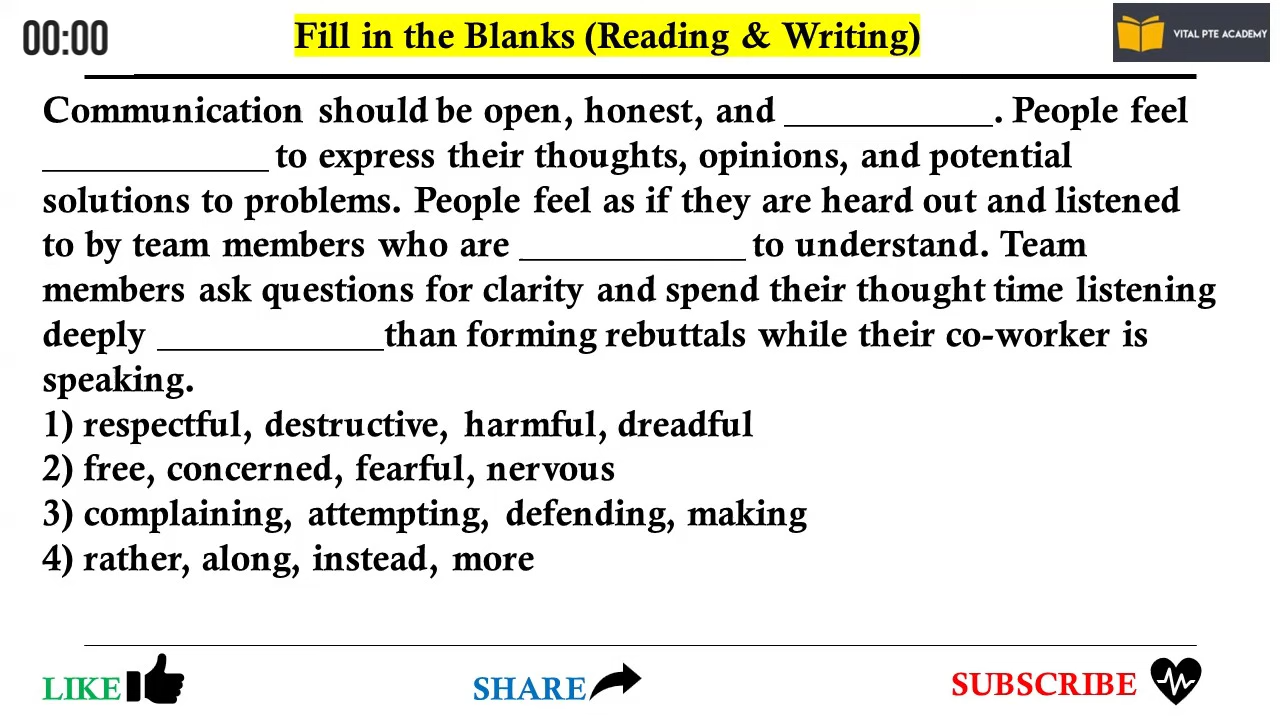 00:00
Fill in the Blanks (Reading & Writing)
VITAL PTE ACADEMY
Communication should be open, honest, and ___________. People feel
____________ to express their thoughts, opinions, and potential
solutions to problems. People feel as if they are heard out and listened
to by team members who are ____________ to understand. Team
members ask questions for clarity and spend their thought time listening
deeply ____________than forming rebuttals while their co-worker is
speaking.
1) respectful, destructive, harmful, dreadful
2) free, concerned, fearful, nervous
3) complaining, attempting, defending, making
4) rather, along, instead, more
LIKE
SHARE
SUBSCRIBE